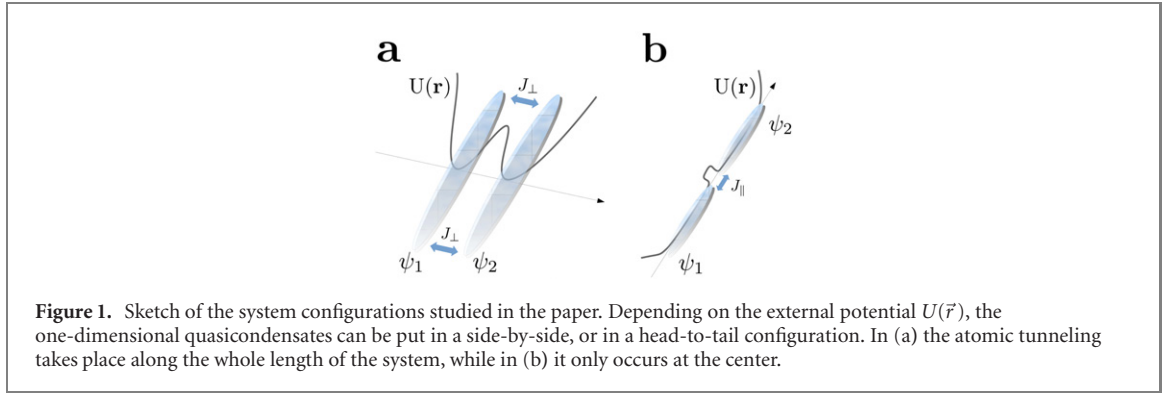 a
b
U(r)
J⊥
J⊥
ψ1
ψ2
U(r)
ψ2
J∥
ψ1
Figure 1. Sketch of the system configurations studied in the paper. Depending on the external potential U(r⃗), the
one-dimensional quasicondensates can be put in a side-by-side, or in a head-to-tail configuration. In (a) the atomic tunneling
takes place along the whole length of the system, while in (b) it only occurs at the center.